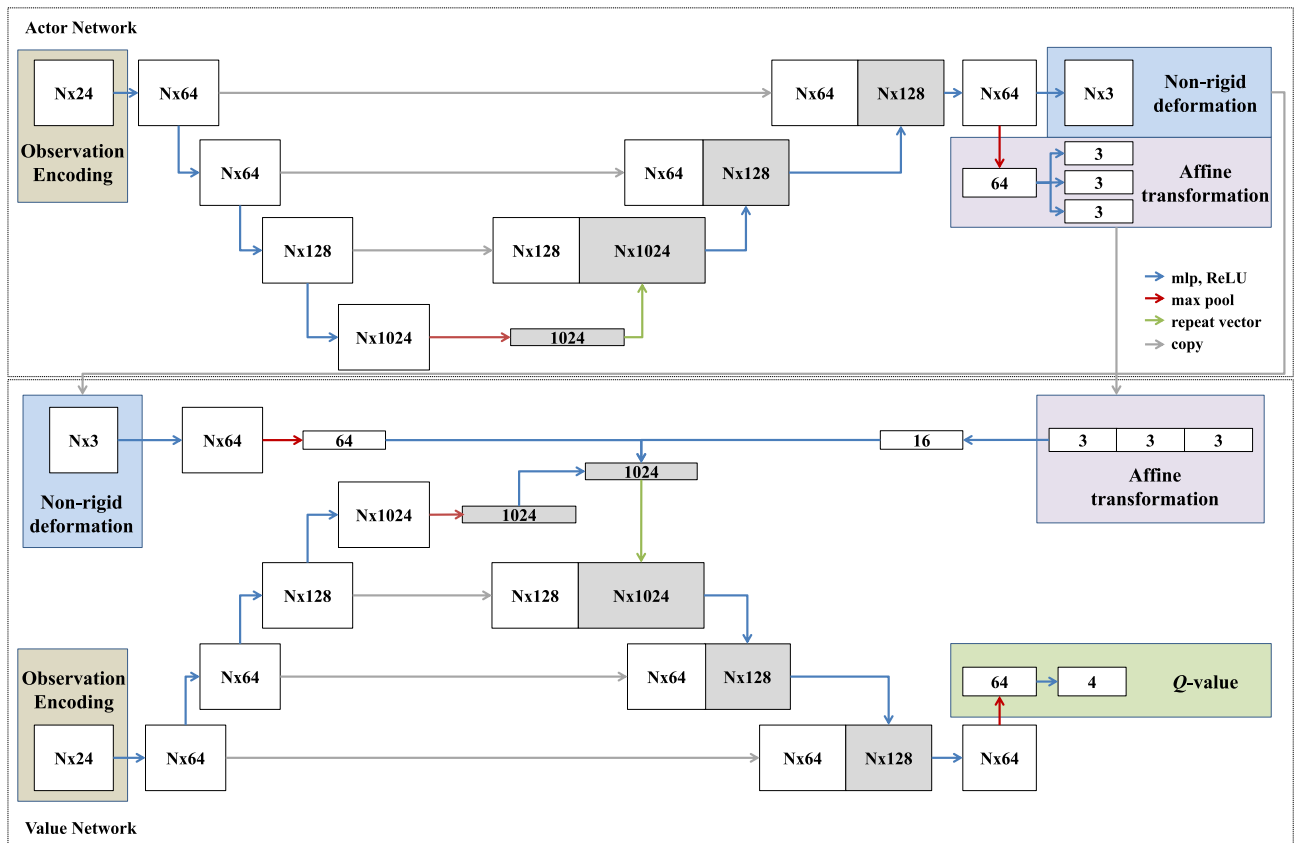 Actor Network
Nx24
Nx64
Nx64
Nx128
Nx64
Nx3
Non-rigid
deformation
Observation
Encoding
Nx64
Nx64
Nx128
3
64
3
3
Affine
transformation
Nx128
Nx128
Nx1024
mlp, ReLU
max pool
repeat vector
copy
Nx1024
1024
Nx3
Nx64
64
16
3
3
3
Non-rigid
deformation
Affine
transformation
1024
Nx1024
1024
Nx128
Nx128
Nx1024
Observation
Encoding
Nx64
Nx64
Nx128
64
4
Q-value
Nx24
Nx64
Nx64
Nx128
Nx64
Value Network